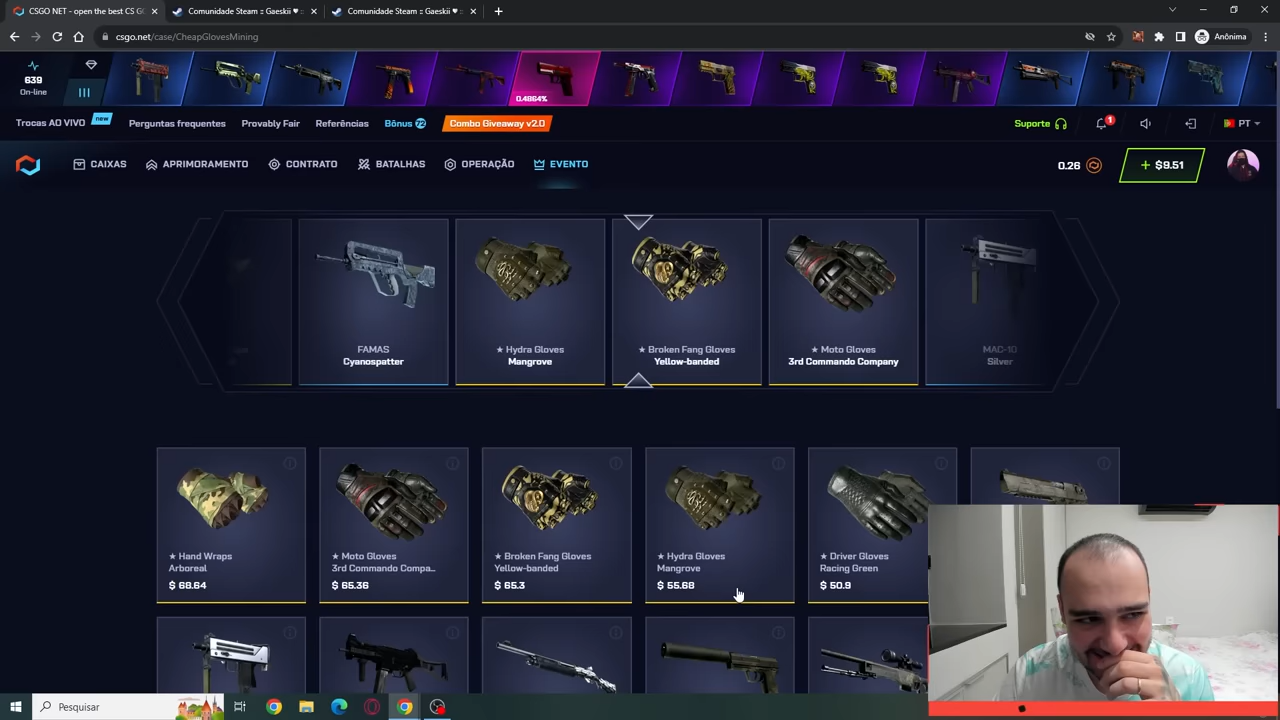 CSGO NET - open the best CS G
Comunidade Steam :: Gaeskii ♥
Comunidade Steam :: Gaeskii ♥
csgo.net/case/CheapGlovesMining
Anônima
639
On-line
0.4864%
Trocas AO VIVO
new
Perguntas frequentes
Provably Fair
Referências
Bônus 72
Combo Giveaway v2.0
Suporte
1
PT
CAIXAS
APRIMORAMENTO
CONTRATO
BATALHAS
OPERAÇÃO
EVENTO
0.26
+ $9.51
FAMAS
Cyanospatter
★ Hydra Gloves
Mangrove
★ Broken Fang Gloves
Yellow-banded
★ Moto Gloves
3rd Commando Company
MAC-10
Silver
★ Hand Wraps
Arboreal
$ 68.64
★ Moto Gloves
3rd Commando Compa...
$ 65.36
★ Broken Fang Gloves
Yellow-banded
$ 65.3
★ Hydra Gloves
Mangrove
$ 55.68
★ Driver Gloves
Racing Green
$ 50.9
Pesquisar